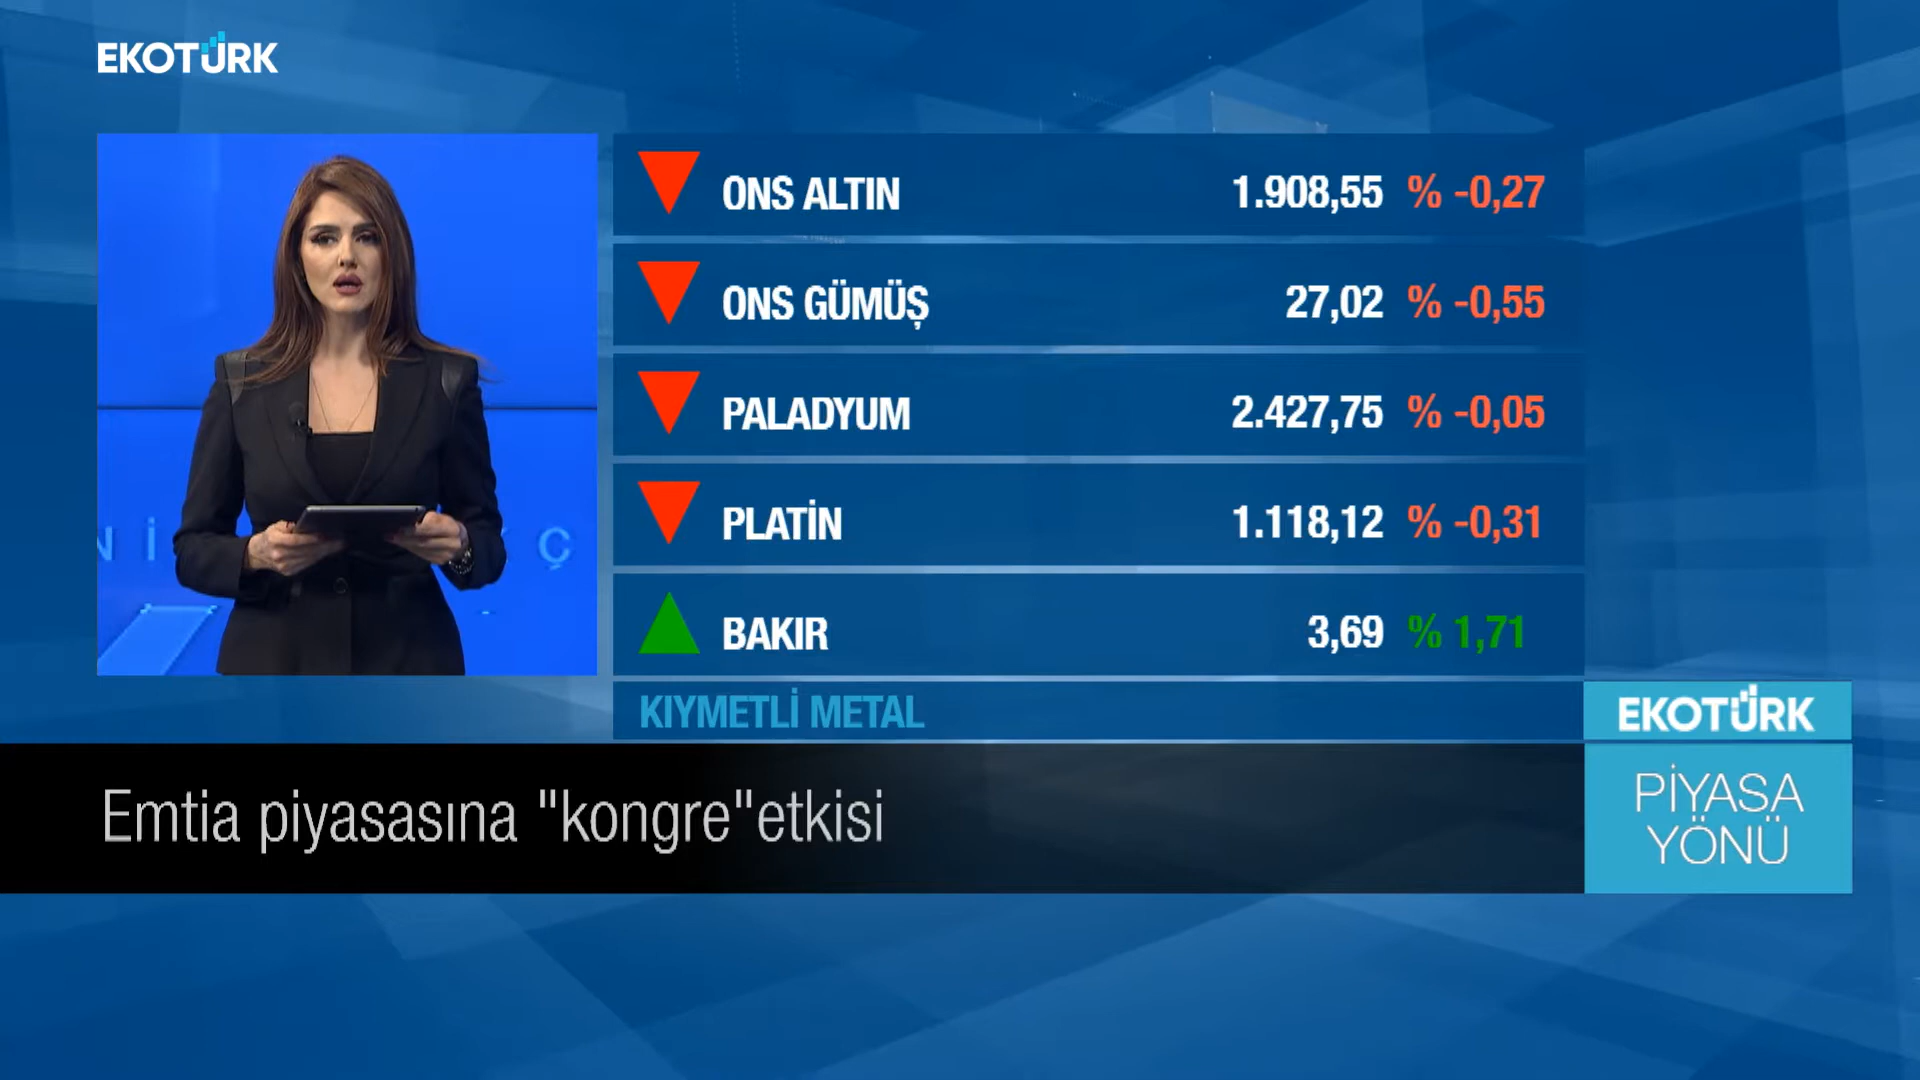 EKOTÜRK
ONS ALTIN 1.908,55 % -0,27
ONS GÜMÜŞ 27,02 % -0,55
PALADYUM 2.427,75 % -0,05
PLATİN 1.118,12 % -0,31
BAKIR 3,69 % 1,71
KIYMETLİ METAL
EKOTÜRK
Emtia piyasasına "kongre"etkisi
PİYASA
YÖNÜ